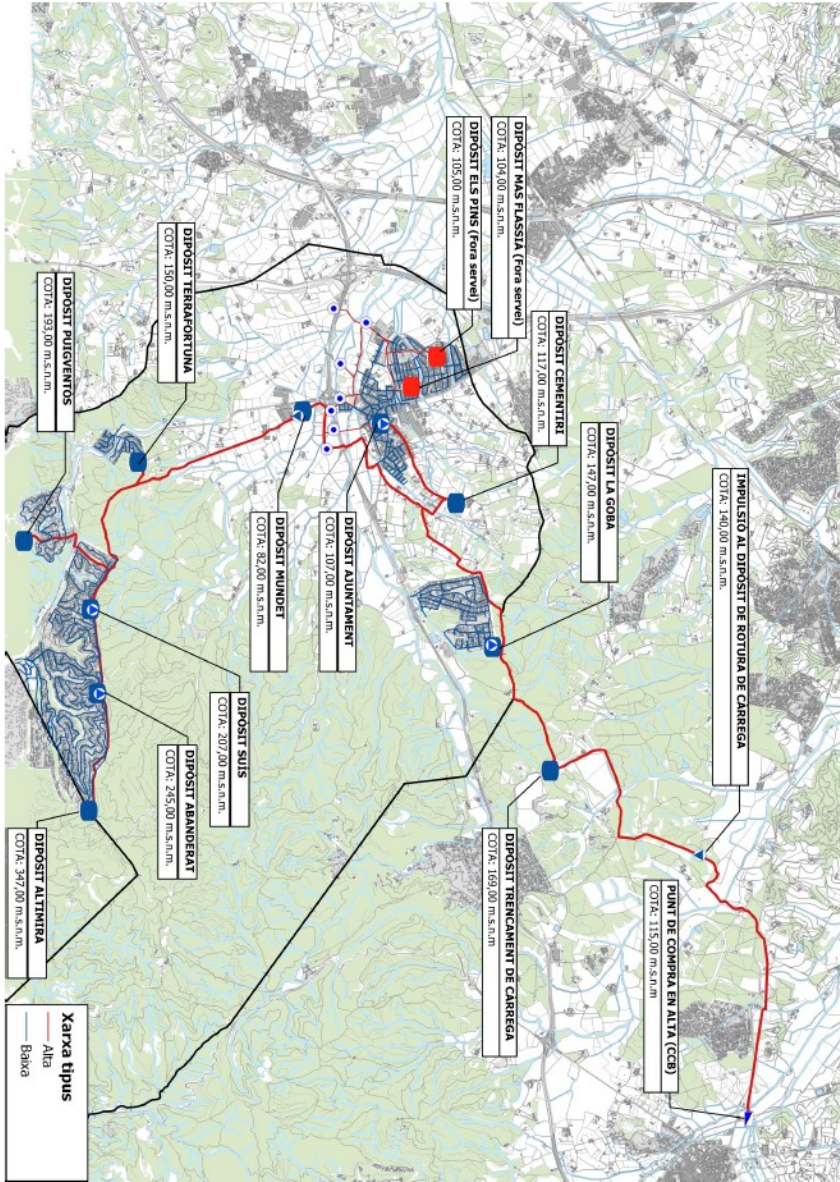 IMPULSIÓ AL DIPÒSIT DE ROTURA DE CÀRREGA
COTA: 140,00 m.s.n.m.
PUNT DE COMPRA EN ALTA (CCB)
COTA: 115,00 m.s.n.m
DIPÒSIT LA GOBA
COTA: 147,00 m.s.n.m.
DIPÒSIT CEMENTIRI
COTA: 117,00 m.s.n.m.
DIPÒSIT MAS FLASSIÀ (Fora servei)
COTA: 104,00 m.s.n.m.
DIPÒSIT ELS PINS (Fora servei)
COTA: 105,00 m.s.n.m.
DIPÒSIT TRENCAMENT DE CÀRREGA
COTA: 169,00 m.s.n.m
DIPÒSIT AJUNTAMENT
COTA: 107,00 m.s.n.m.
DIPÒSIT MUNDET
COTA: 82,00 m.s.n.m.
DIPÒSIT SUÏS
COTA: 207,00 m.s.n.m.
DIPÒSIT TERRAFORTUNA
COTA: 150,00 m.s.n.m.
DIPÒSIT ABANDERAT
COTA: 245,00 m.s.n.m.
DIPÒSIT PUIGVENTOS
COTA: 193,00 m.s.n.m.
DIPÒSIT ALTIMIRA
COTA: 347,00 m.s.n.m.
Xarxa tipus
Alta
Baixa